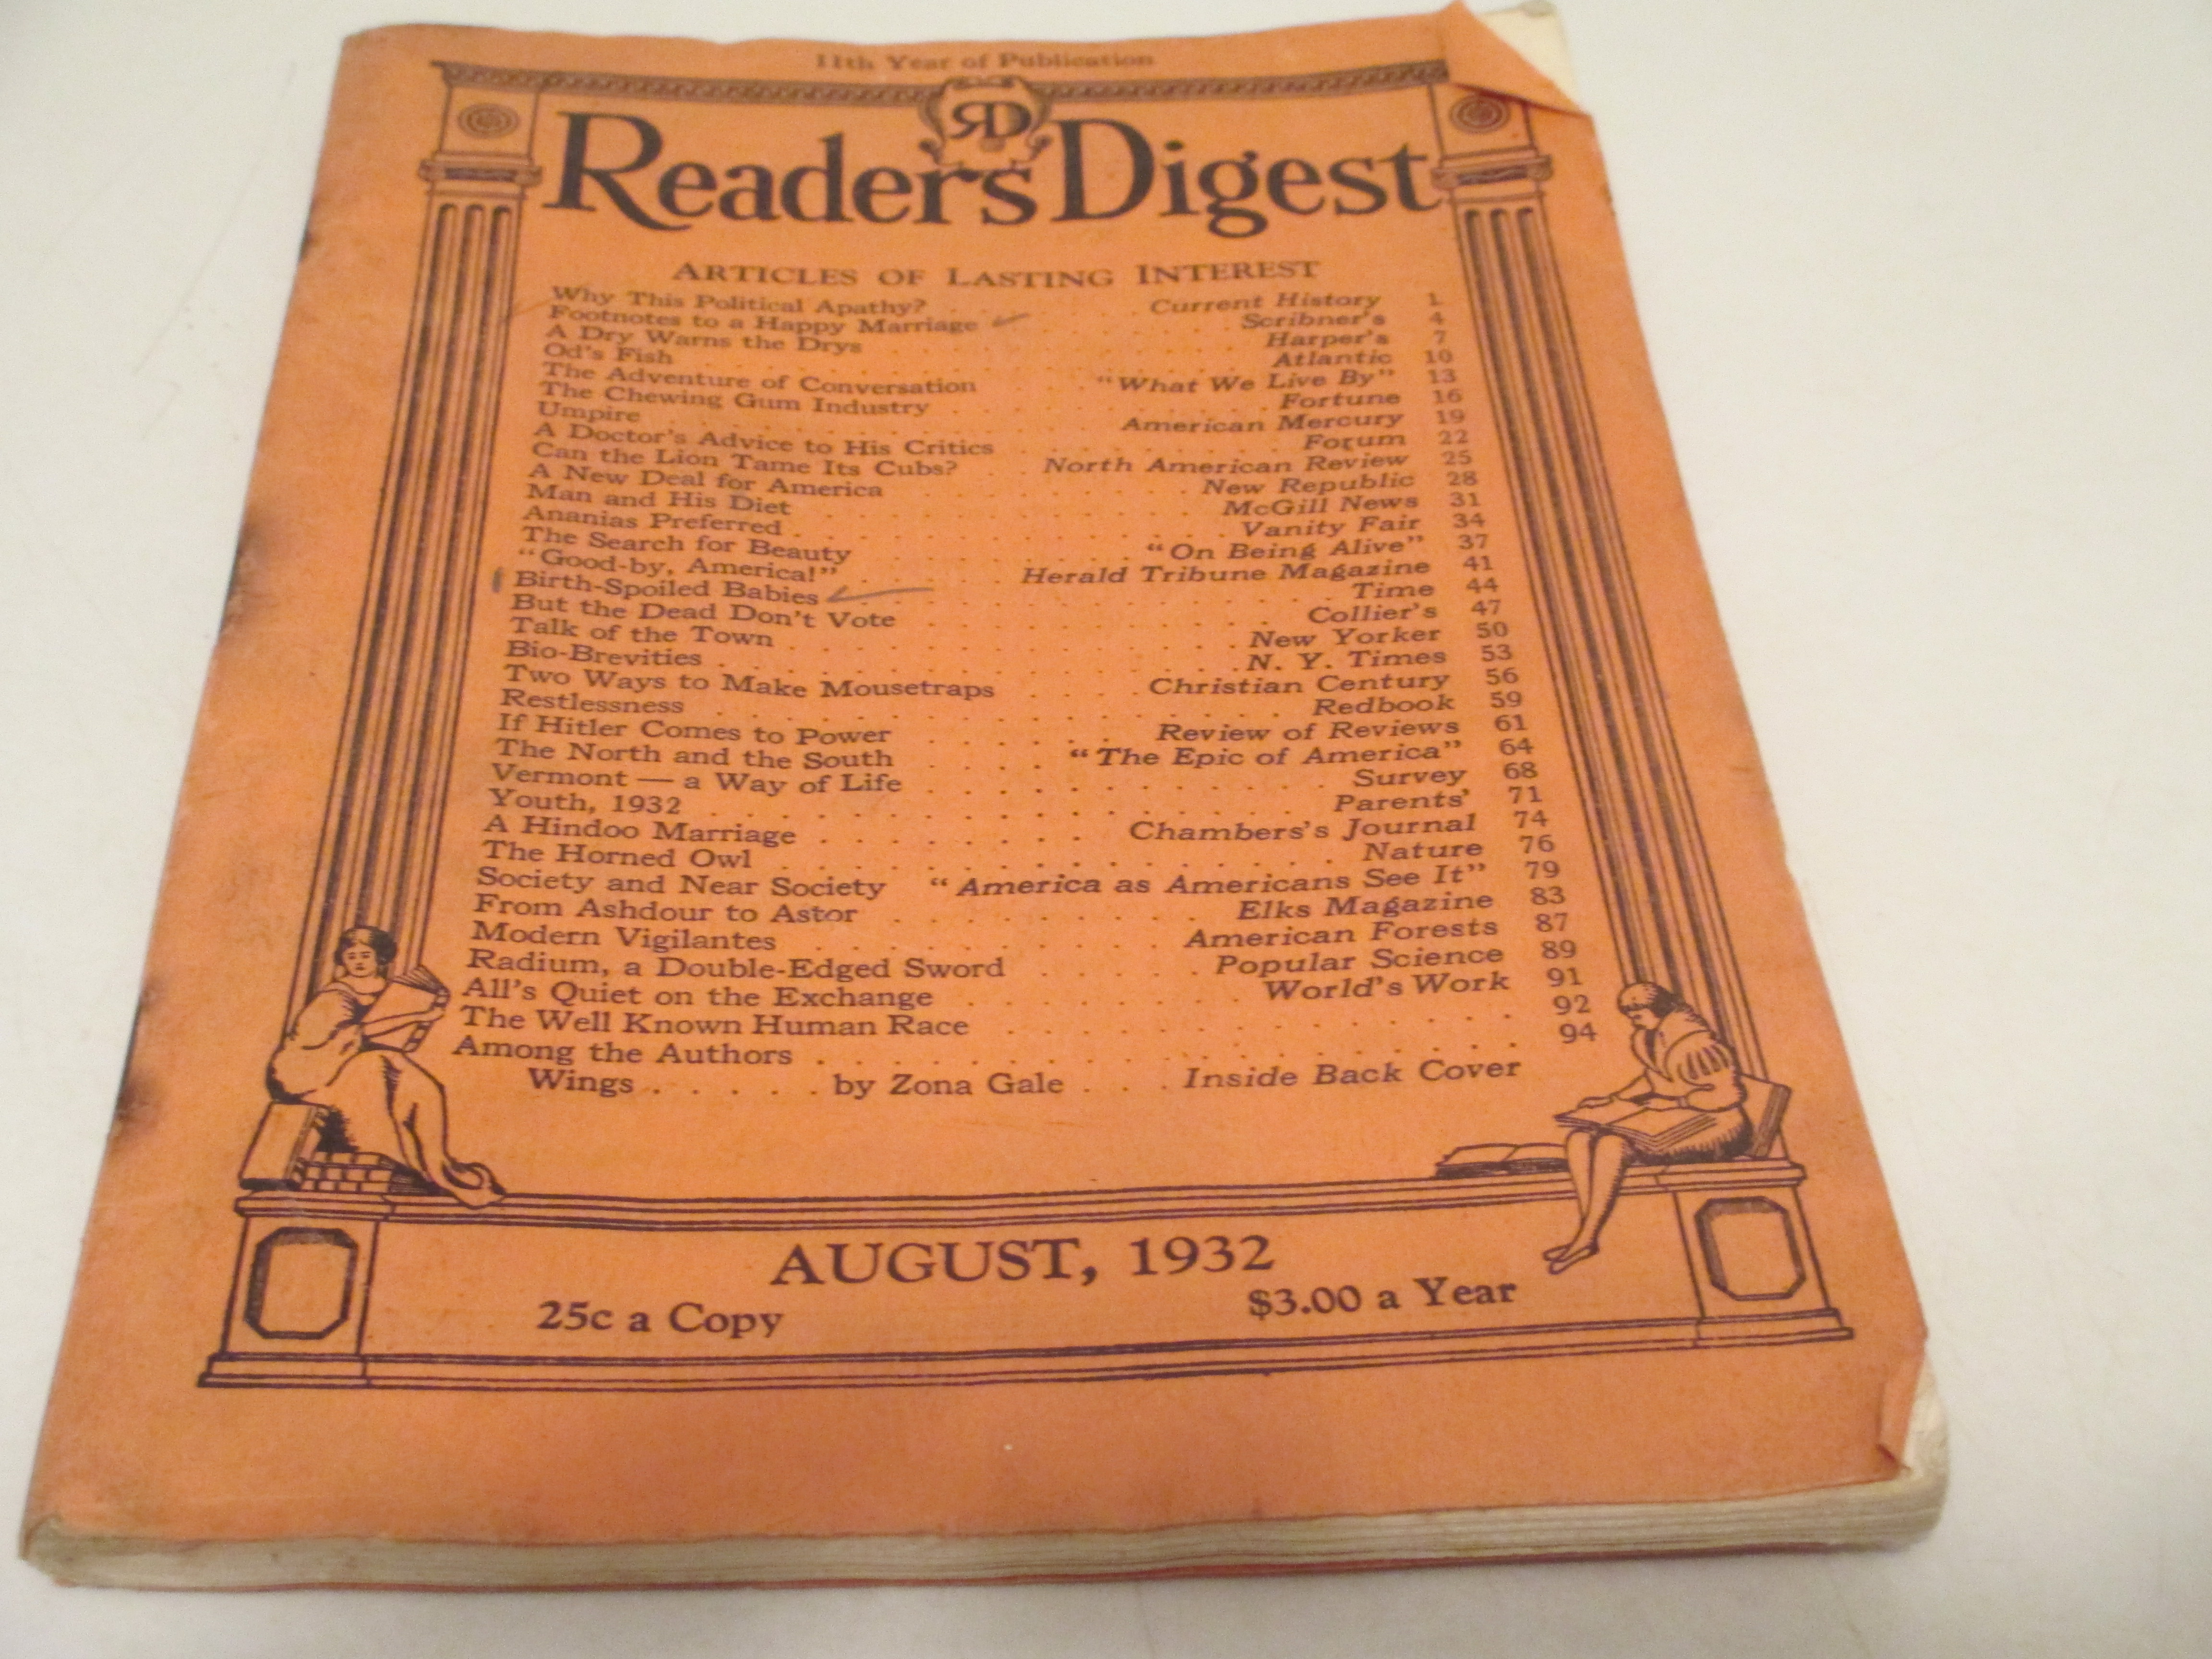 11th Year of Publication
RD
Reader's Digest
ARTICLES OF LASTING INTEREST
Why This Political Apathy? . . . Current History 1
Footnotes to a Happy Marriage . . . Scribner's 4
A Dry Warns the Drys . . . Harper's 7
Od's Fish . . . Atlantic 10
The Adventure of Conversation . . . "What We Live By" 13
The Chewing Gum Industry . . . Fortune 16
Umpire . . . American Mercury 19
A Doctor's Advice to His Critics . . . Forum 22
Can the Lion Tame Its Cubs? . . . North American Review 25
A New Deal for America . . . New Republic 28
Man and His Diet . . . McGill News 31
Ananias Preferred . . . Vanity Fair 34
The Search for Beauty . . . "On Being Alive" 37
"Good-by, America!" . . . Herald Tribune Magazine 41
Birth-Spoiled Babies . . . Time 44
But the Dead Don't Vote . . . Collier's 47
Talk of the Town . . . New Yorker 50
Bio-Brevities . . . N. Y. Times 53
Two Ways to Make Mousetraps . . . Christian Century 56
Restlessness . . . Redbook 59
If Hitler Comes to Power . . . Review of Reviews 61
The North and the South . . . "The Epic of America" 64
Vermont — a Way of Life . . . Survey 68
Youth, 1932 . . . Parents' 71
A Hindoo Marriage . . . Chambers's Journal 74
The Horned Owl . . . Nature 76
Society and Near Society "America as Americans See It" 79
From Ashdour to Astor . . . Elks Magazine 83
Modern Vigilantes . . . American Forests 87
Radium, a Double-Edged Sword . . . Popular Science 89
All's Quiet on the Exchange . . . World's Work 91
The Well Known Human Race . . . 92
Among the Authors . . . 94
Wings . . . by Zona Gale . . . Inside Back Cover
AUGUST, 1932
25c a Copy $3.00 a Year